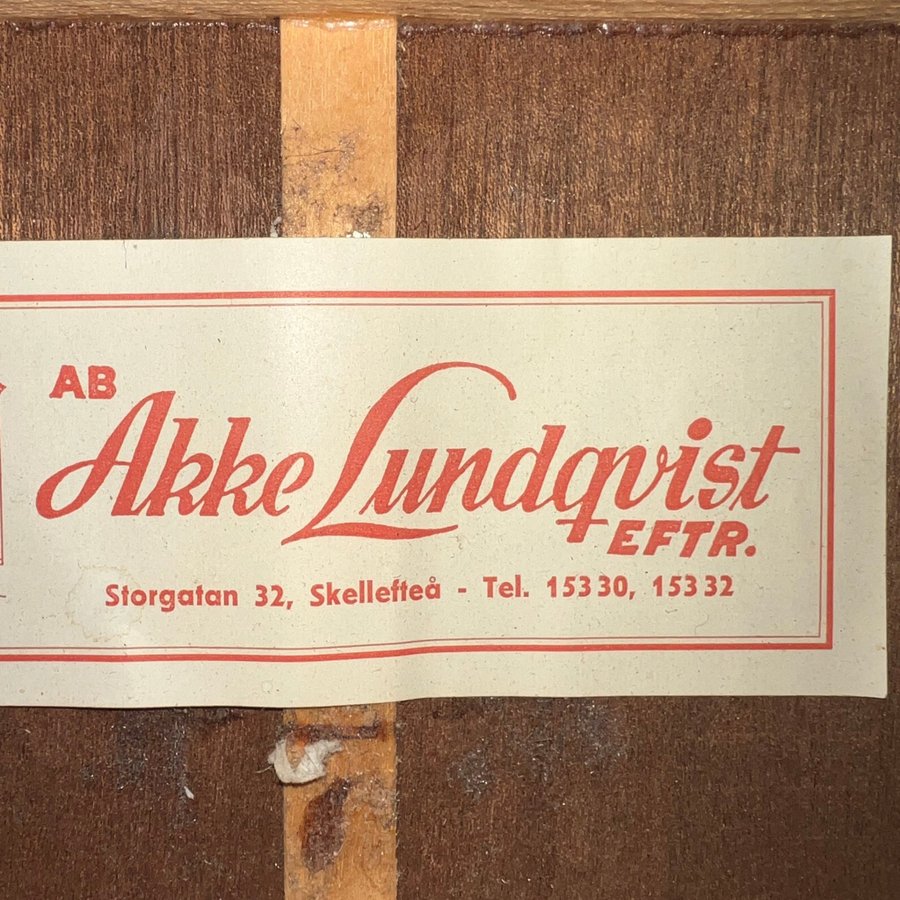 AB
Akke Lundqvist
EFTR.
Storgatan 32, Skellefteå - Tel. 153 30, 153 32